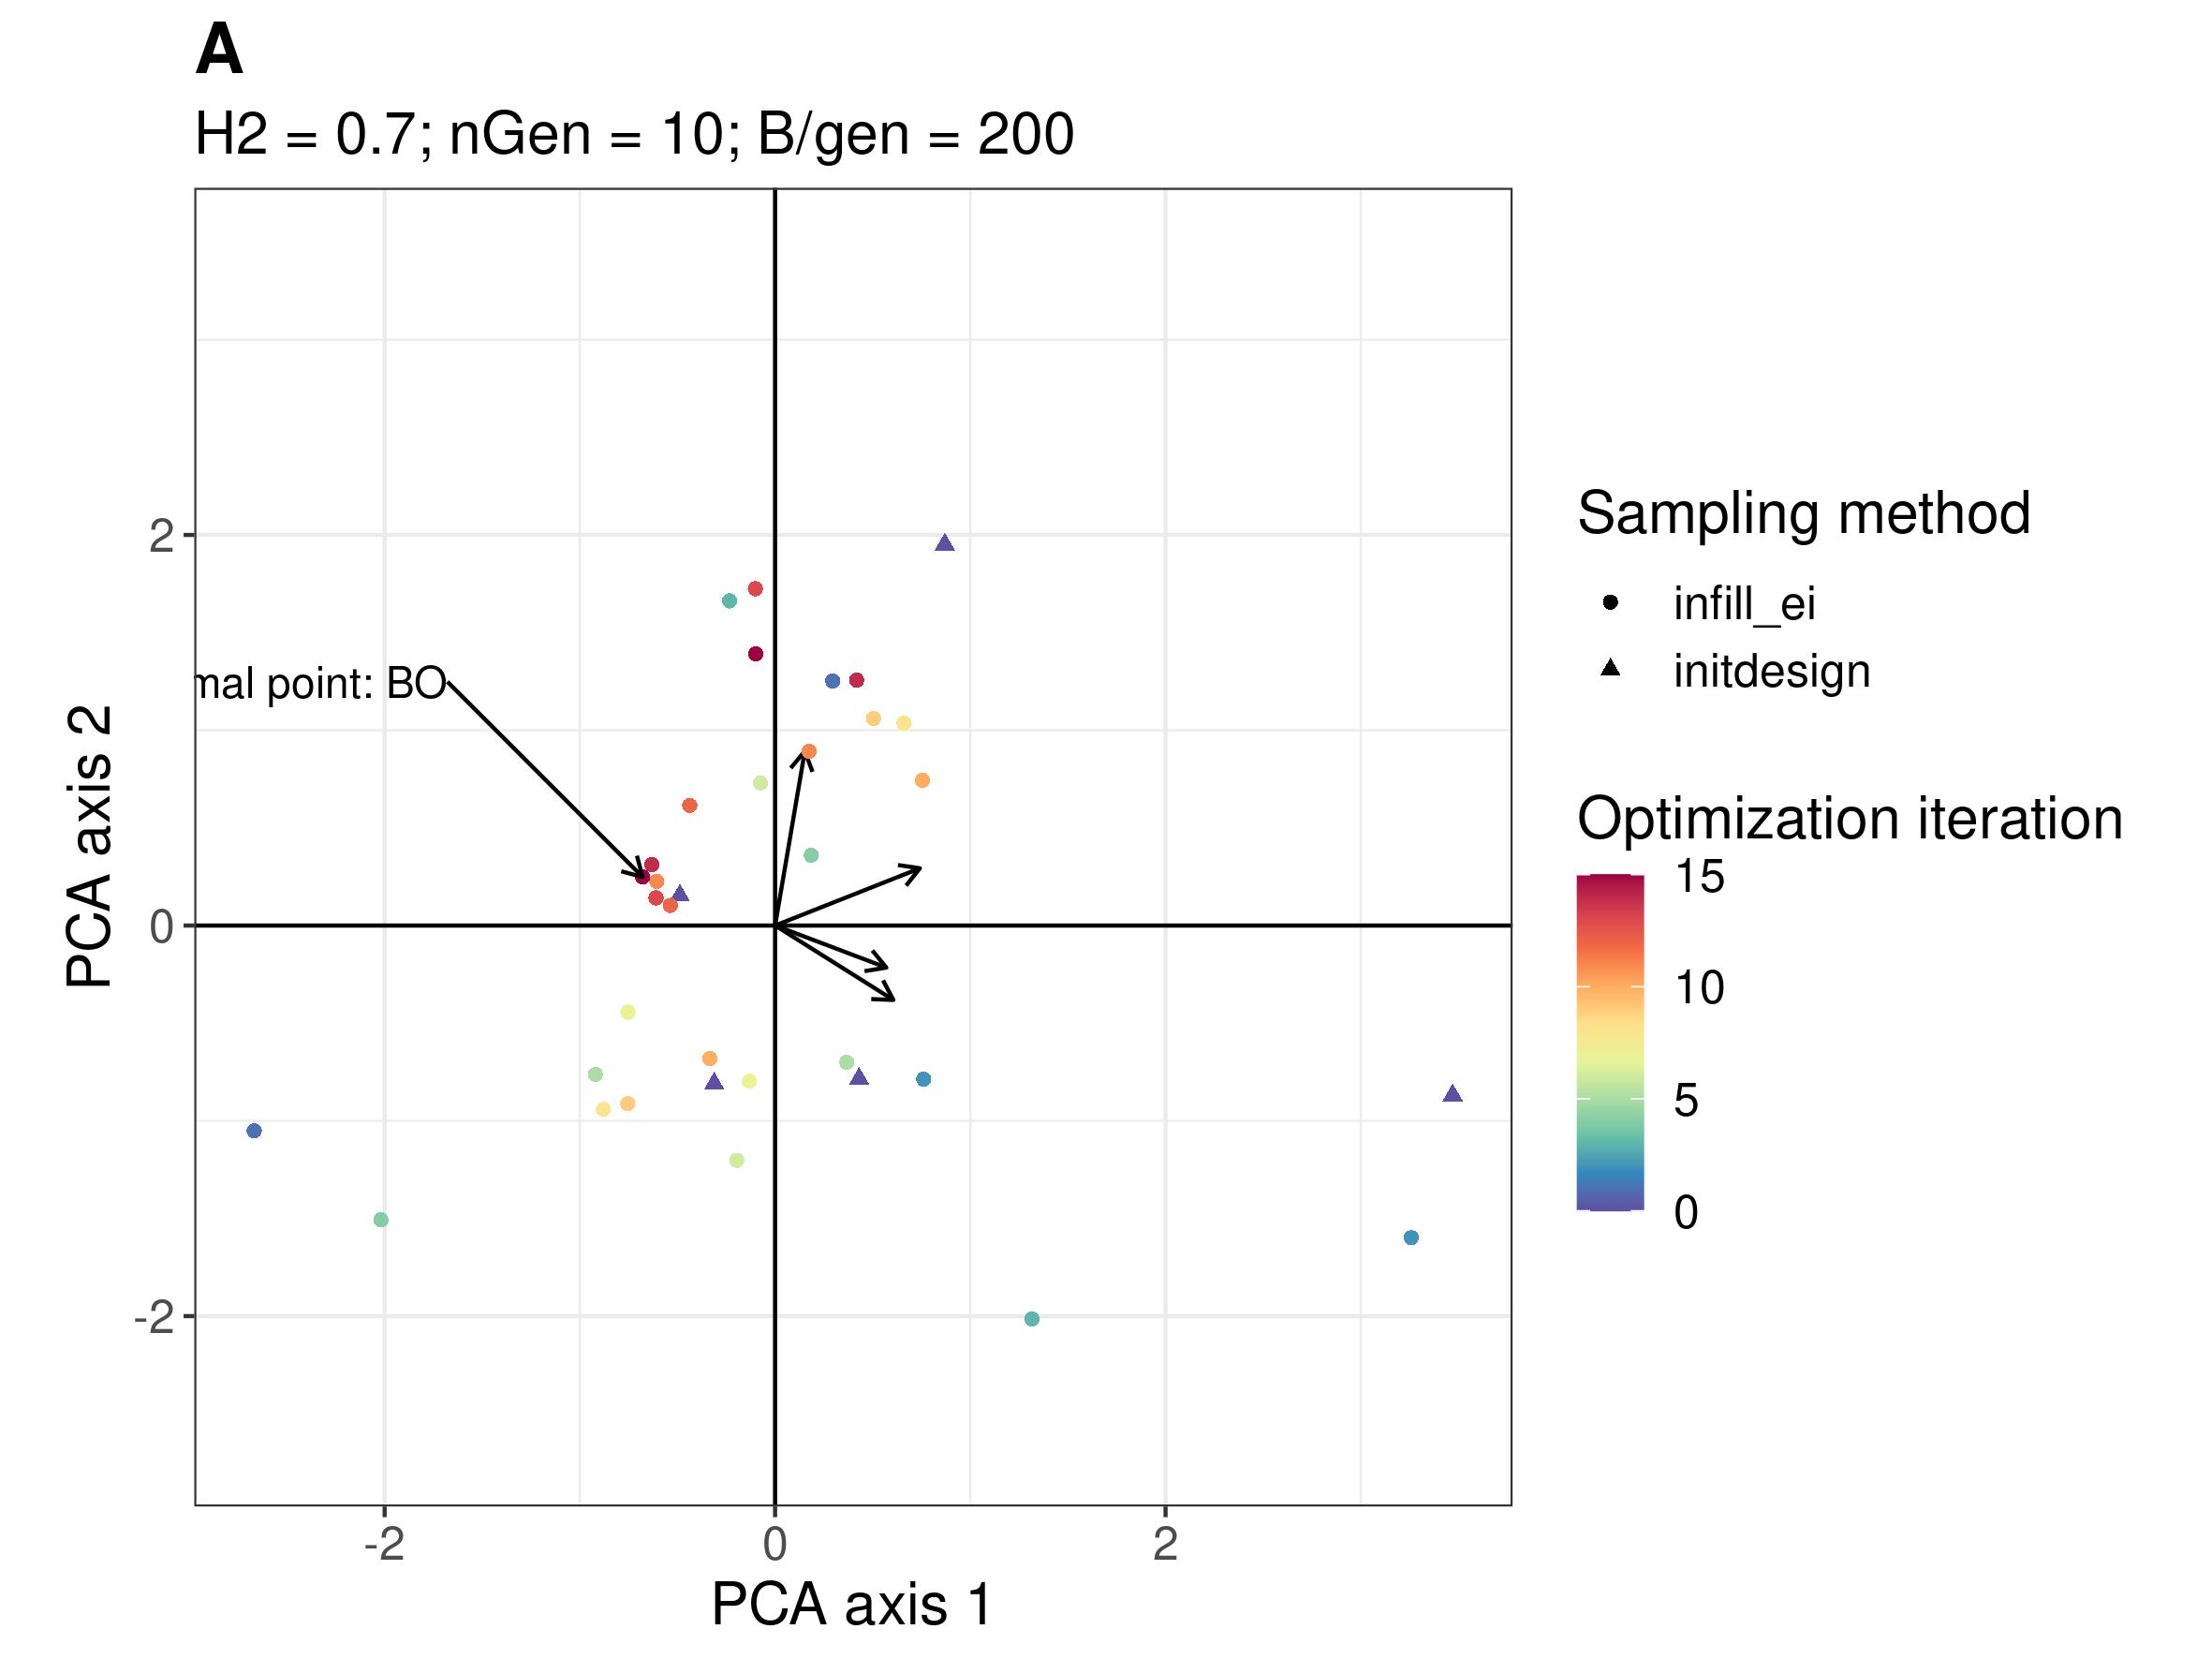 A
H2 = 0.7; nGen = 10; B/gen = 200
mal point: BO
PCA axis 2
2
0
-2
-2
0
2
PCA axis 1
Sampling method
infill_ei
initdesign
Optimization iteration
15
10
5
0